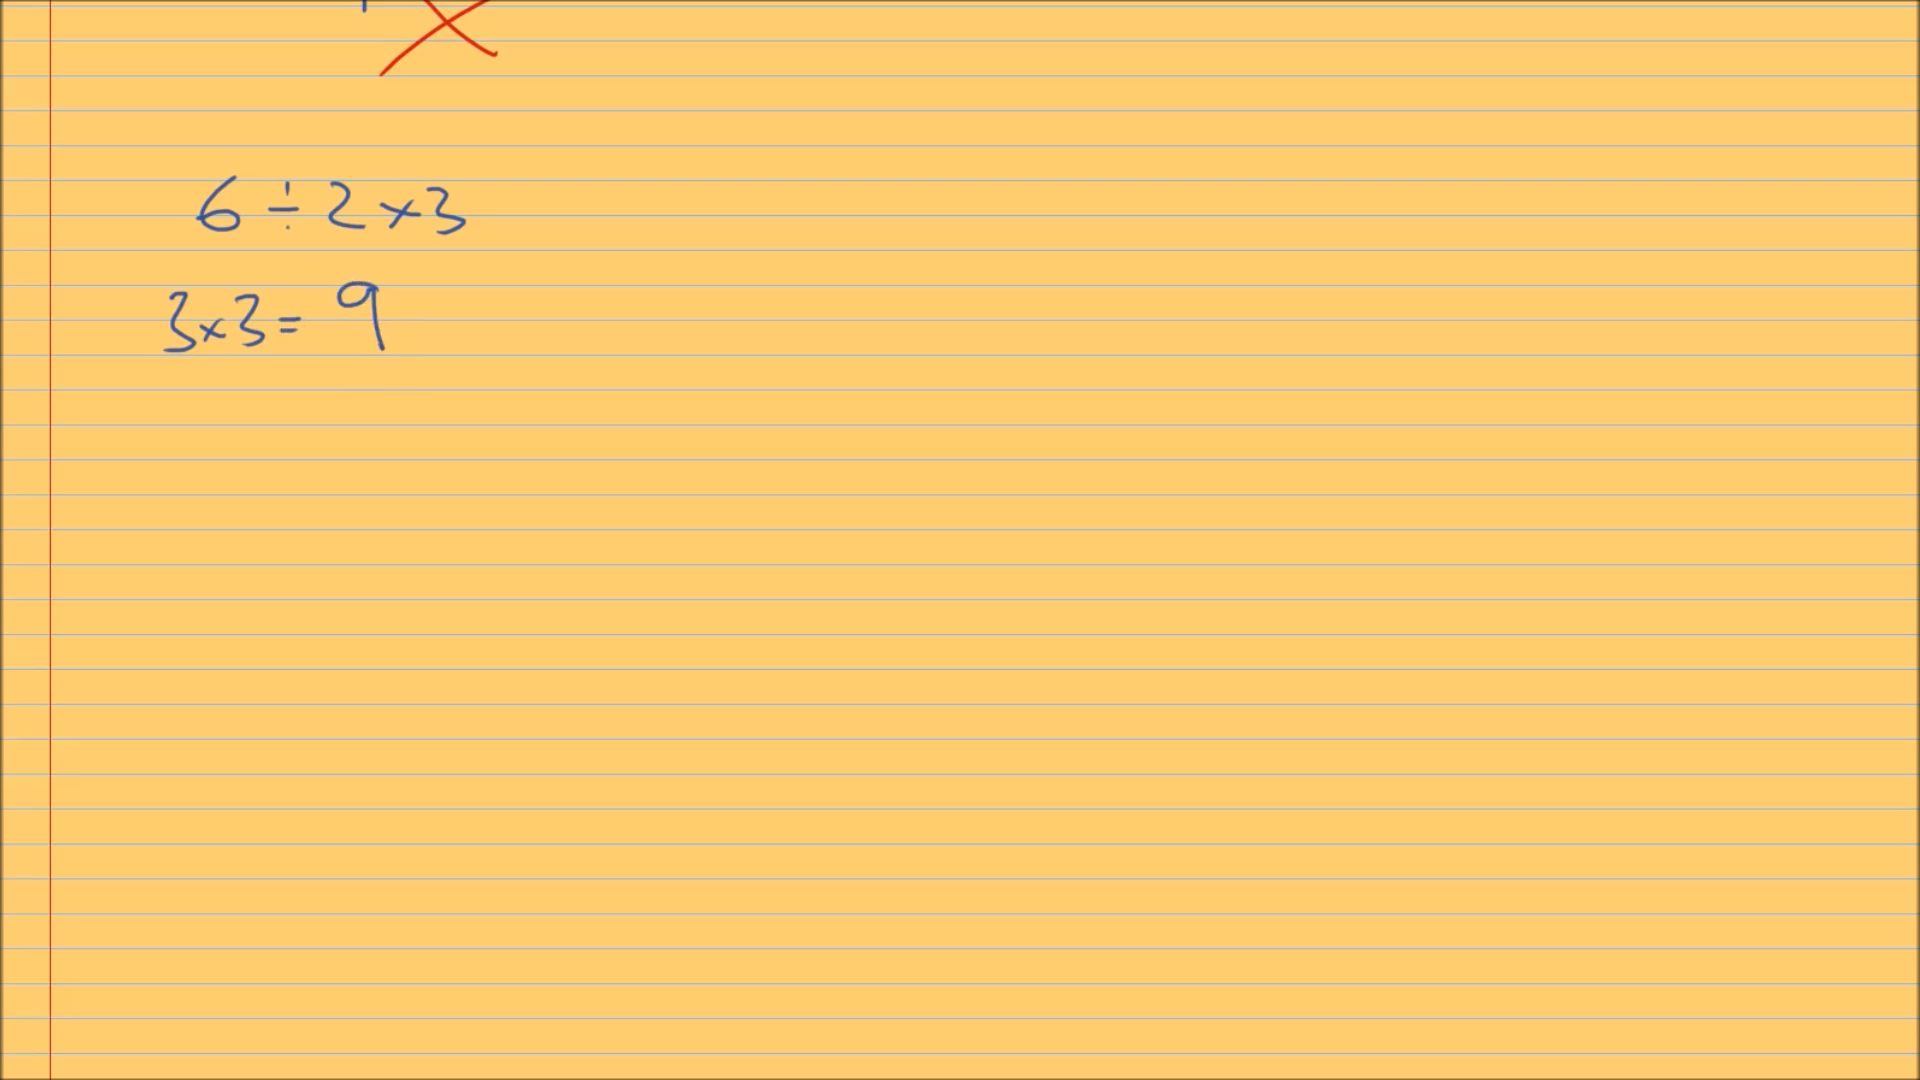 6 ÷ 2 × 3
3 × 3 = 9